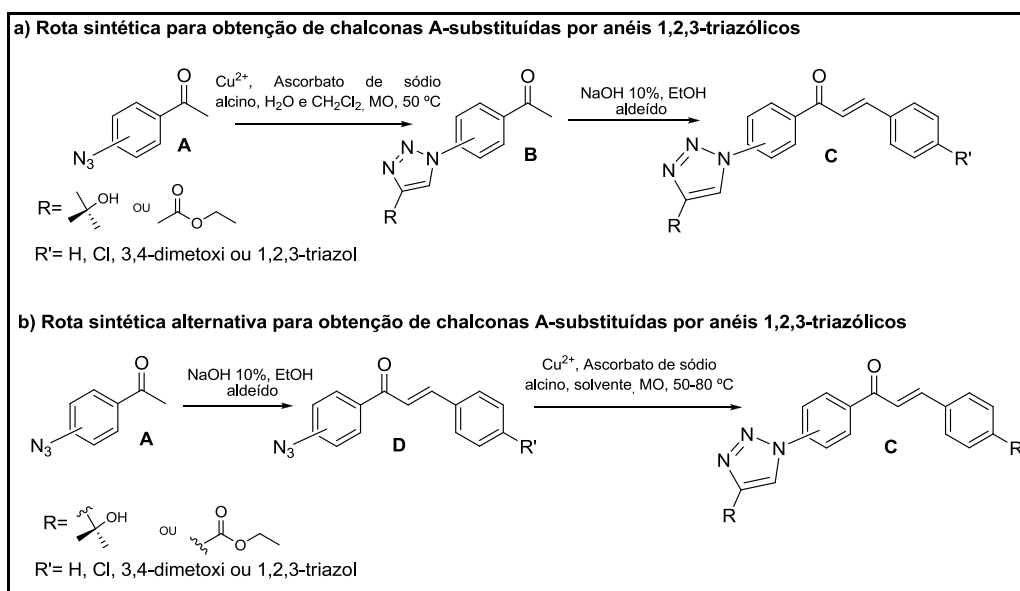 a) Rota sintética para obtenção de chalconas A-substituídas por anéis 1,2,3-triazólicos
Cu2+, Ascorbato de sódio
alcino, H2O e CH2Cl2, MO, 50 ºC
NaOH 10%, EtOH
aldeído
O
N3
A
O
N
N
N
R
B
O
N
N
N
R
C
R'
R=
OH
OU
O
O
R'= H, Cl, 3,4-dimetoxi ou 1,2,3-triazol
b) Rota sintética alternativa para obtenção de chalconas A-substituídas por anéis 1,2,3-triazólicos
NaOH 10%, EtOH
aldeído
Cu2+, Ascorbato de sódio
alcino, solvente, MO, 50-80 ºC
O
N3
A
O
N3
D
R'
O
N
N
N
R
C
R
R=
OH
OU
O
O
R'= H, Cl, 3,4-dimetoxi ou 1,2,3-triazol